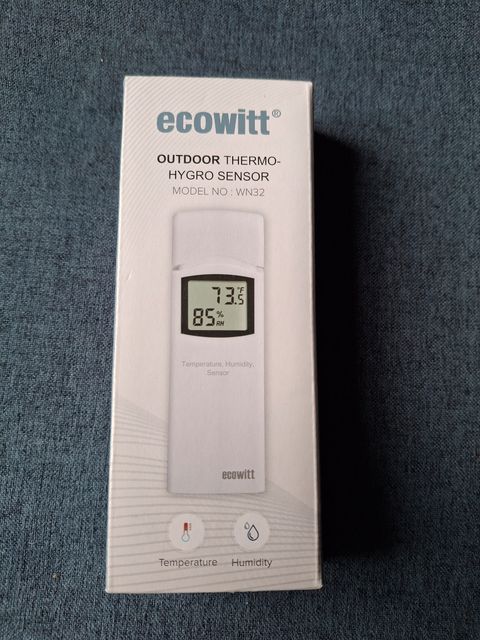 ecowitt®
OUTDOOR THERMO-
HYGRO SENSOR
MODEL NO : WN32
73.5 °F
85% RH
Temperature, Humidity,
Sensor
ecowitt
Temperature Humidity